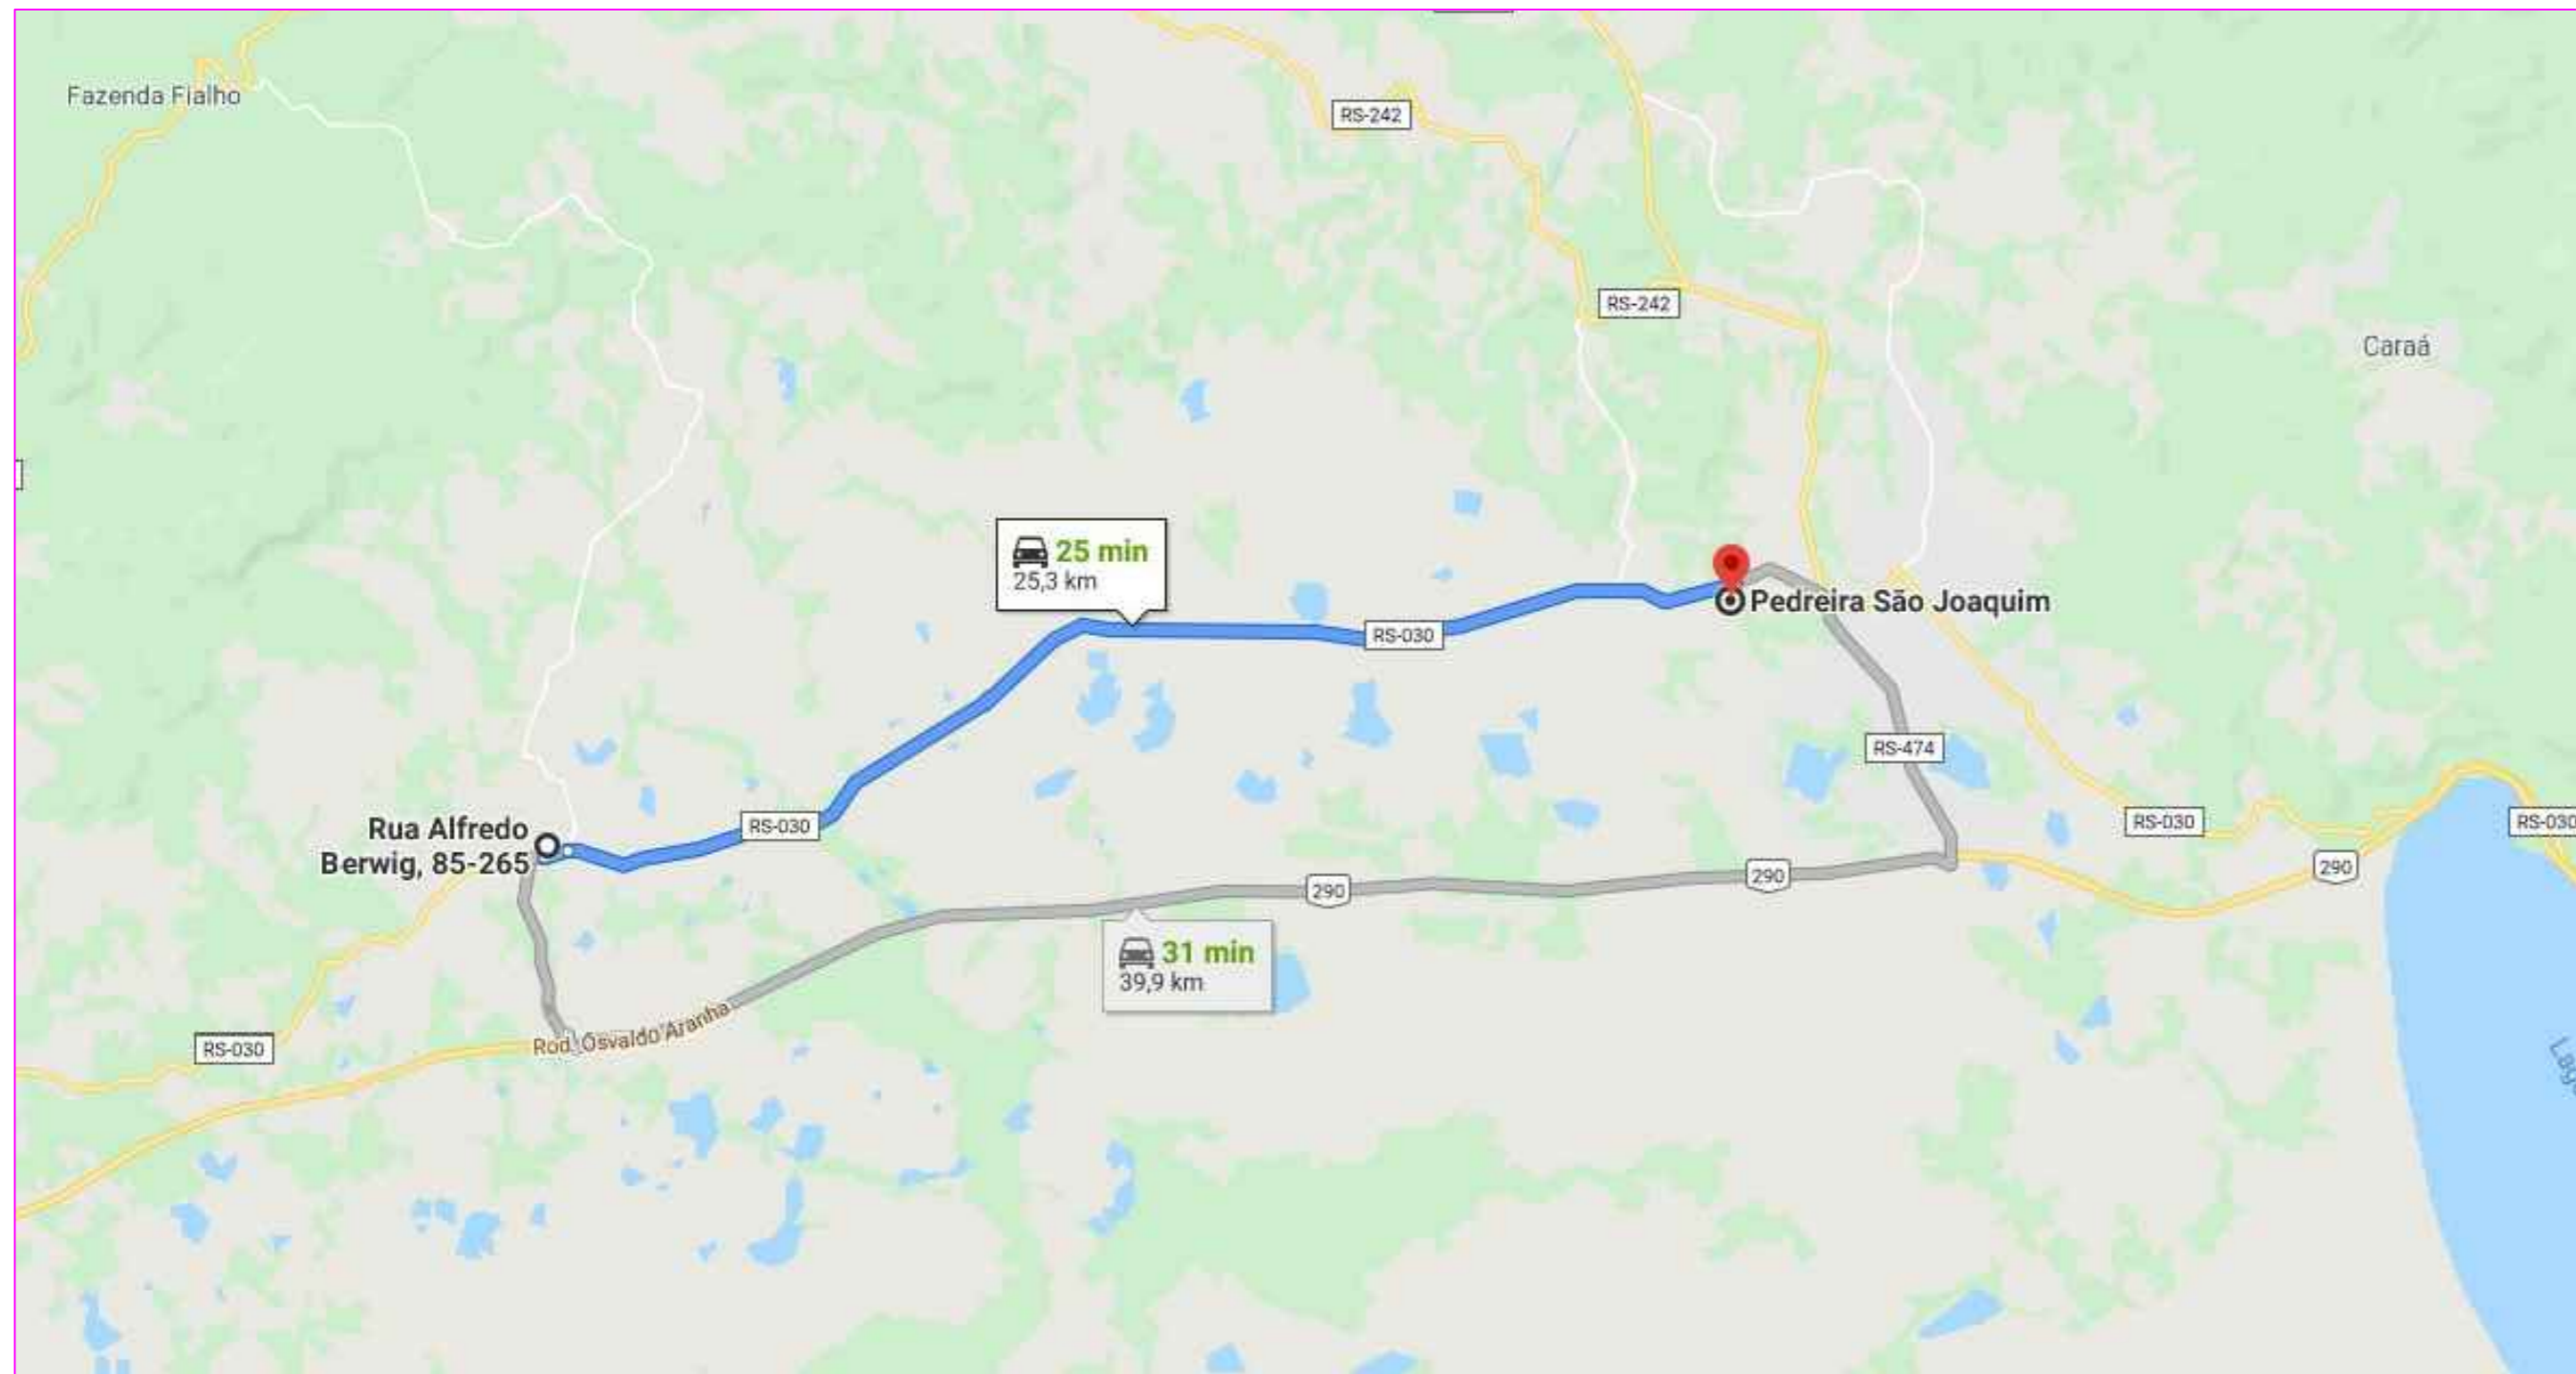 Fazenda Fialho
RS-242
RS-242
Caraá
25 min
25,3 km
Pedreira São Joaquim
RS-030
RS-474
Rua Alfredo
Berwig, 85-265
RS-030
RS-030
RS-030
290
290
290
31 min
39,9 km
Rod. Osvaldo Aranha
RS-030